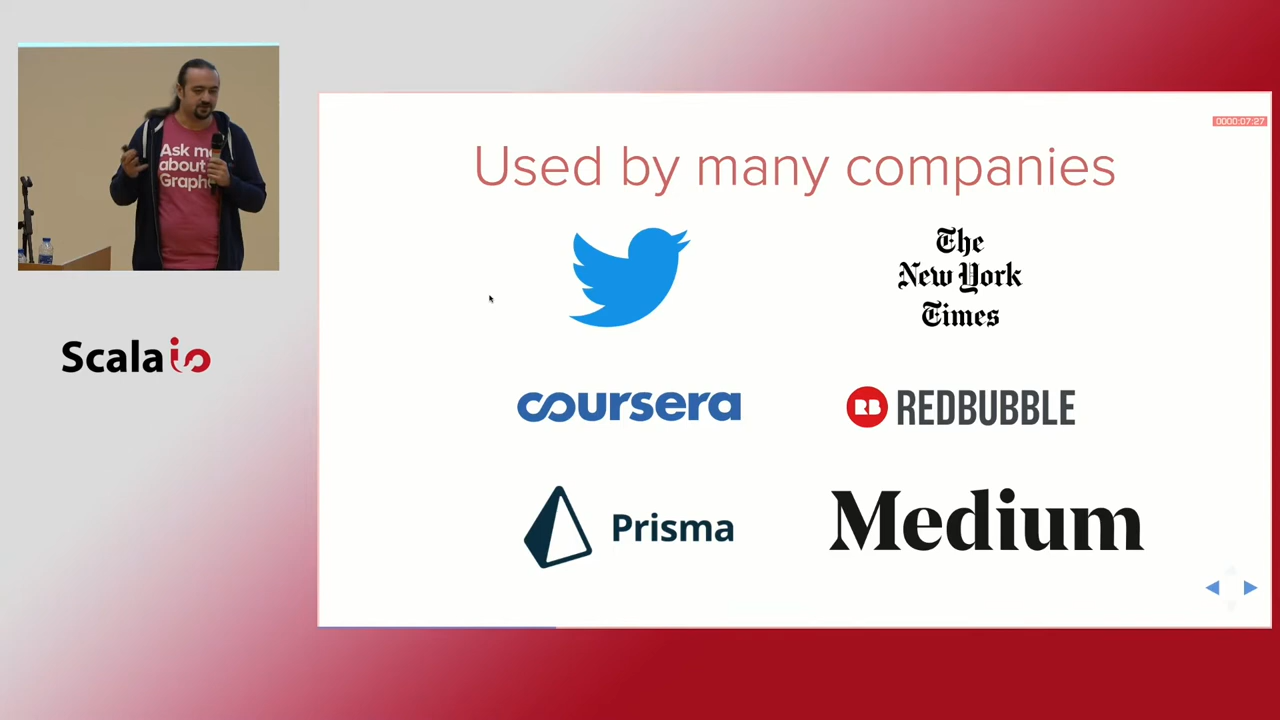 Ask me
about
Graph
Scala io
0000:07:27
Used by many companies
The
New York
Times
coursera
RB REDBUBBLE
Prisma
Medium